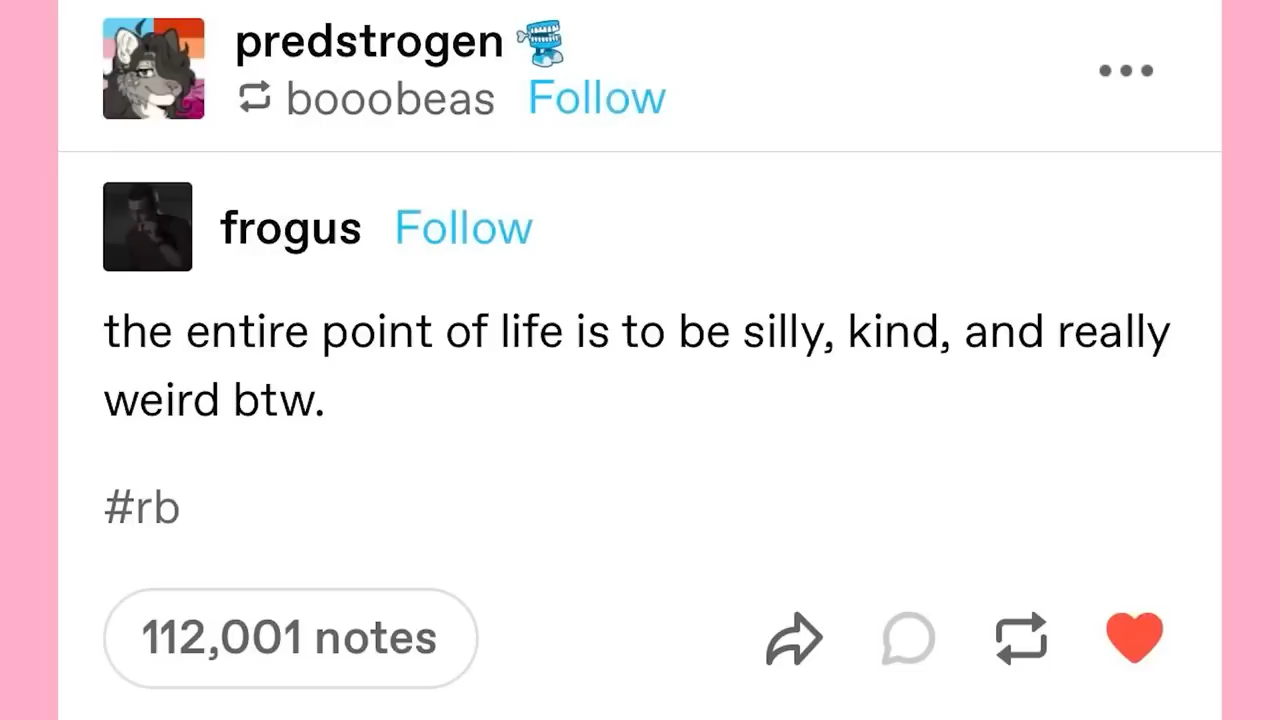 predstrogen
booobeas Follow
frogus Follow
the entire point of life is to be silly, kind, and really
weird btw.
#rb
112,001 notes